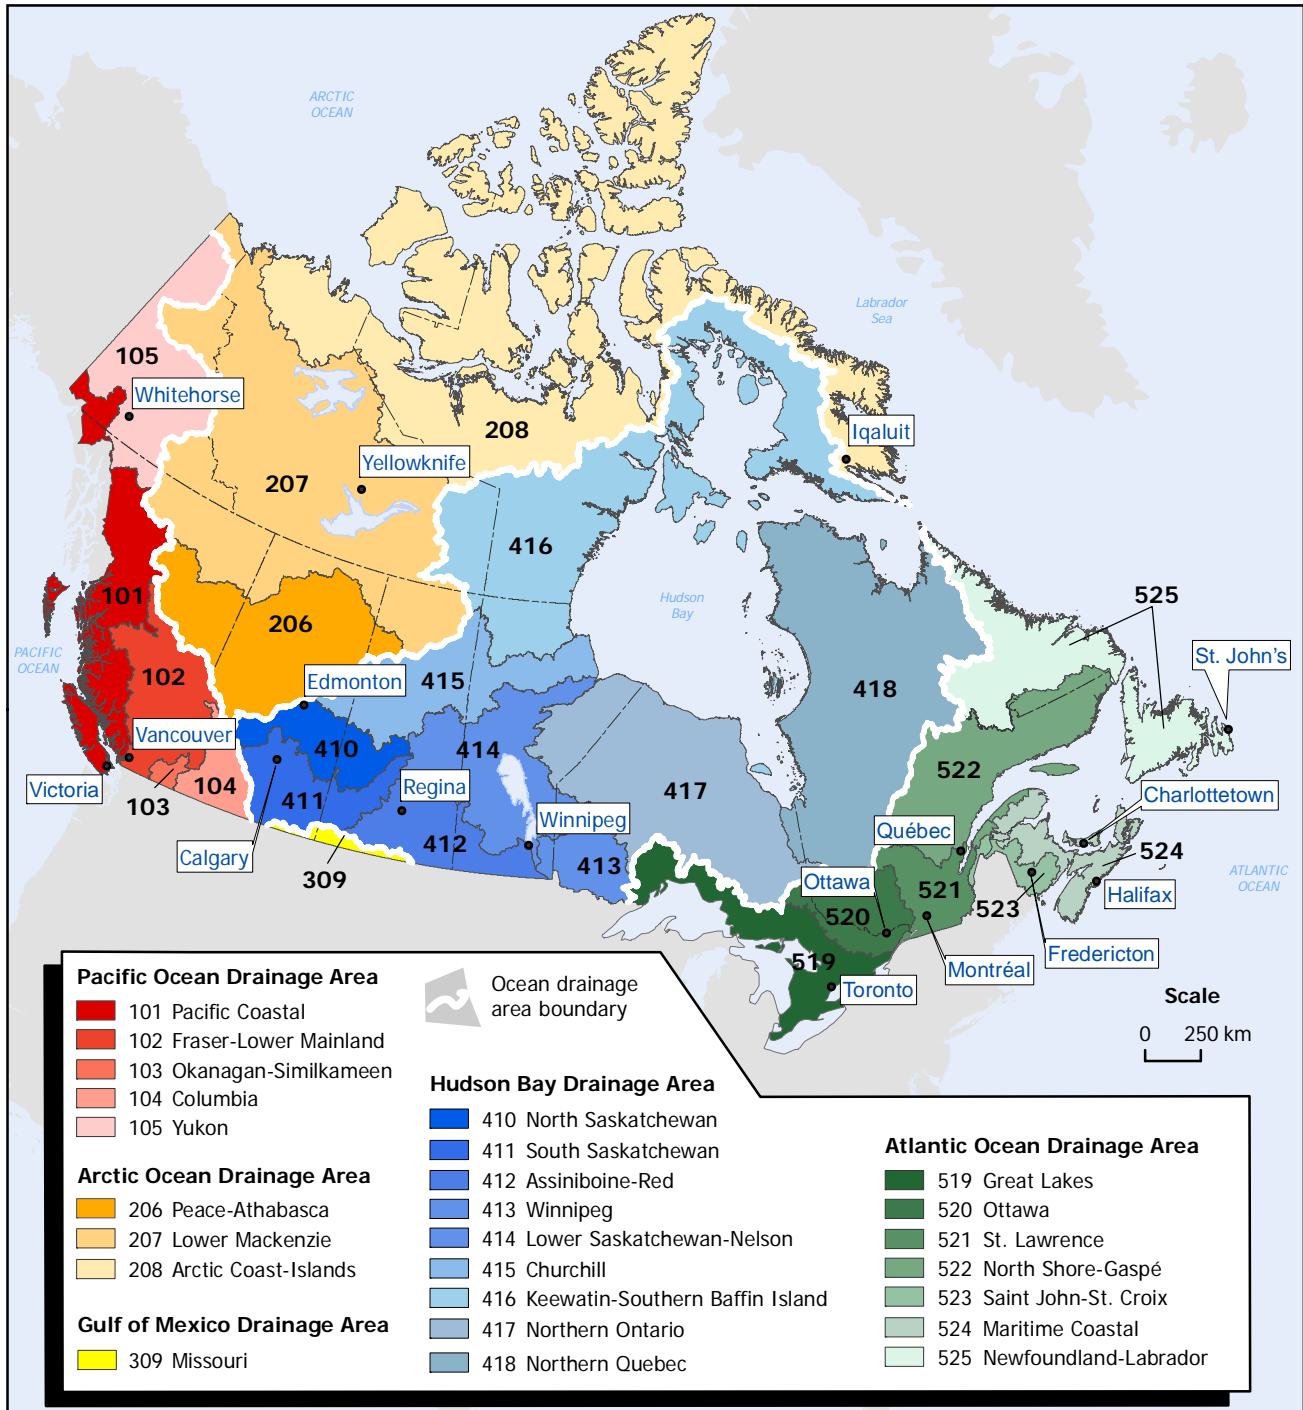 ARCTIC
OCEAN
Labrador
Sea
105
Whitehorse
208
Iqaluit
Yellowknife
207
416
101
Hudson
Bay
525
206
PACIFIC
OCEAN
St. John's
102
Edmonton
415
418
Vancouver
410
414
522
104
Regina
417
Victoria
103
411
Charlottetown
Winnipeg
Québec
412
524
Calgary
309
413
ATLANTIC
OCEAN
Ottawa
521
Halifax
520
523
Fredericton
519
Montréal
Toronto
Scale
0 250 km
Ocean drainage
area boundary
Pacific Ocean Drainage Area
101 Pacific Coastal
102 Fraser-Lower Mainland
103 Okanagan-Similkameen
104 Columbia
105 Yukon
Arctic Ocean Drainage Area
206 Peace-Athabasca
207 Lower Mackenzie
208 Arctic Coast-Islands
Gulf of Mexico Drainage Area
309 Missouri
Hudson Bay Drainage Area
410 North Saskatchewan
411 South Saskatchewan
412 Assiniboine-Red
413 Winnipeg
414 Lower Saskatchewan-Nelson
415 Churchill
416 Keewatin-Southern Baffin Island
417 Northern Ontario
418 Northern Quebec
Atlantic Ocean Drainage Area
519 Great Lakes
520 Ottawa
521 St. Lawrence
522 North Shore-Gaspé
523 Saint John-St. Croix
524 Maritime Coastal
525 Newfoundland-Labrador